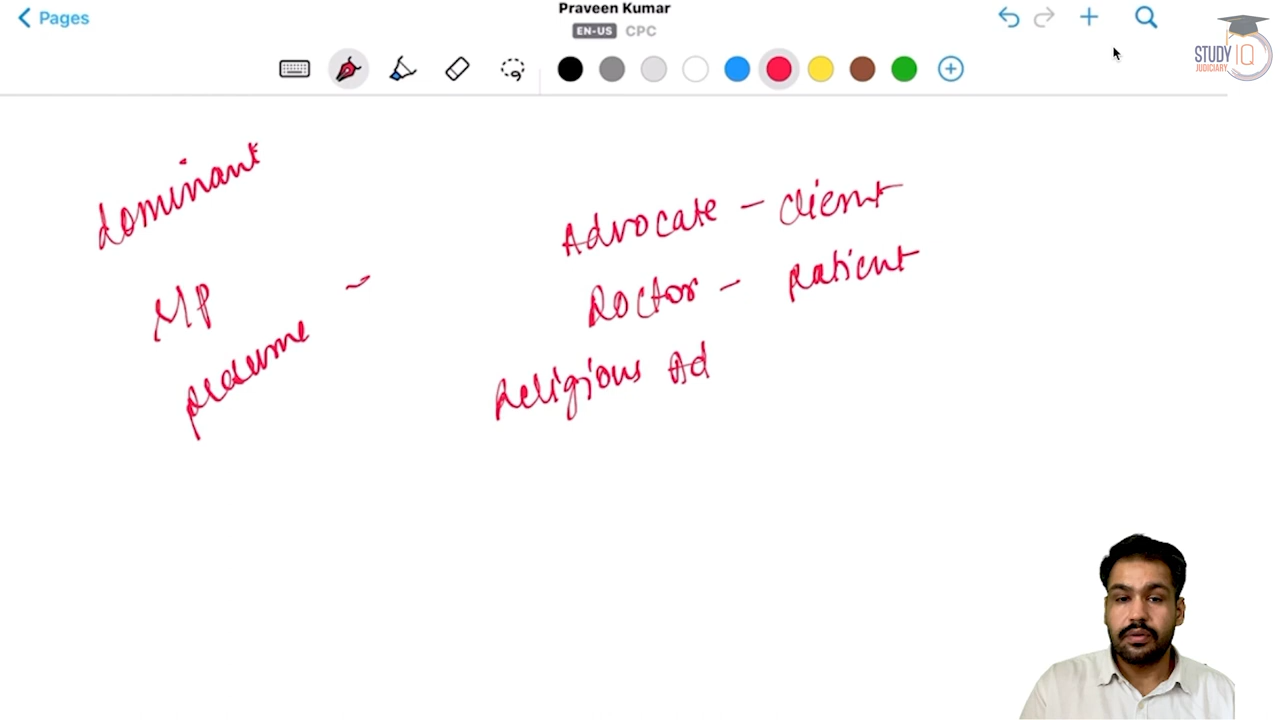 Pages
Praveen Kumar
EN-US CPC
STUDY IQ
JUDICIARY
dominant
MP -
presume
Advocate - client
Doctor - patient
Religious Ad